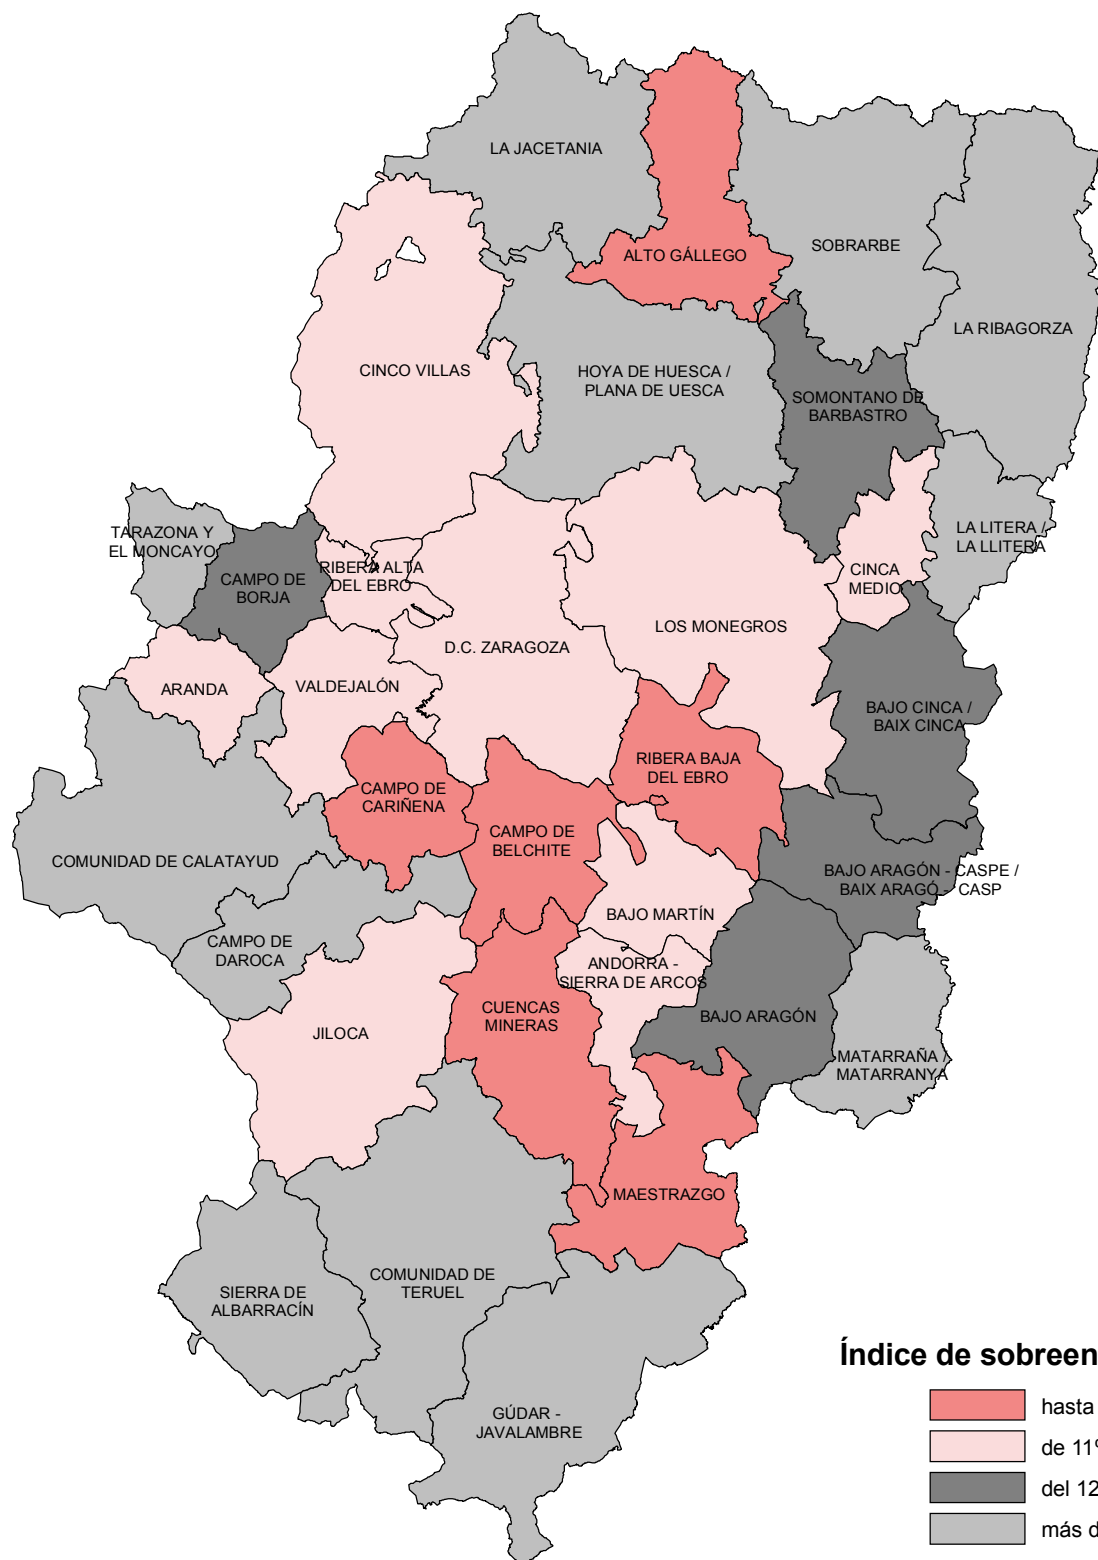 LA JACETANIA
ALTO GÁLLEGO
SOBRARBE
LA RIBAGORZA
CINCO VILLAS
HOYA DE HUESCA /
PLANA DE UESCA
SOMONTANO DE
BARBASTRO
TARAZONA Y
EL MONCAYO
CAMPO DE
BORJA
RIBERA ALTA
DEL EBRO
LA LITERA /
LA LLITERA
CINCA
MEDIO
D.C. ZARAGOZA
LOS MONEGROS
ARANDA
VALDEJALÓN
BAJO CINCA /
BAIX CINCA
RIBERA BAJA
DEL EBRO
CAMPO DE
CARIÑENA
CAMPO DE
BELCHITE
COMUNIDAD DE CALATAYUD
BAJO ARAGÓN - CASPE /
BAIX ARAGÓ - CASP
BAJO MARTÍN
CAMPO DE
DAROCA
ANDORRA -
SIERRA DE ARCOS
CUENCAS
MINERAS
BAJO ARAGÓN
JILOCA
MATARRAÑA /
MATARRANYA
MAESTRAZGO
COMUNIDAD DE
TERUEL
SIERRA DE
ALBARRACÍN
GÚDAR -
JAVALAMBRE
Índice de sobreen
hasta
de 11º
del 12
más d